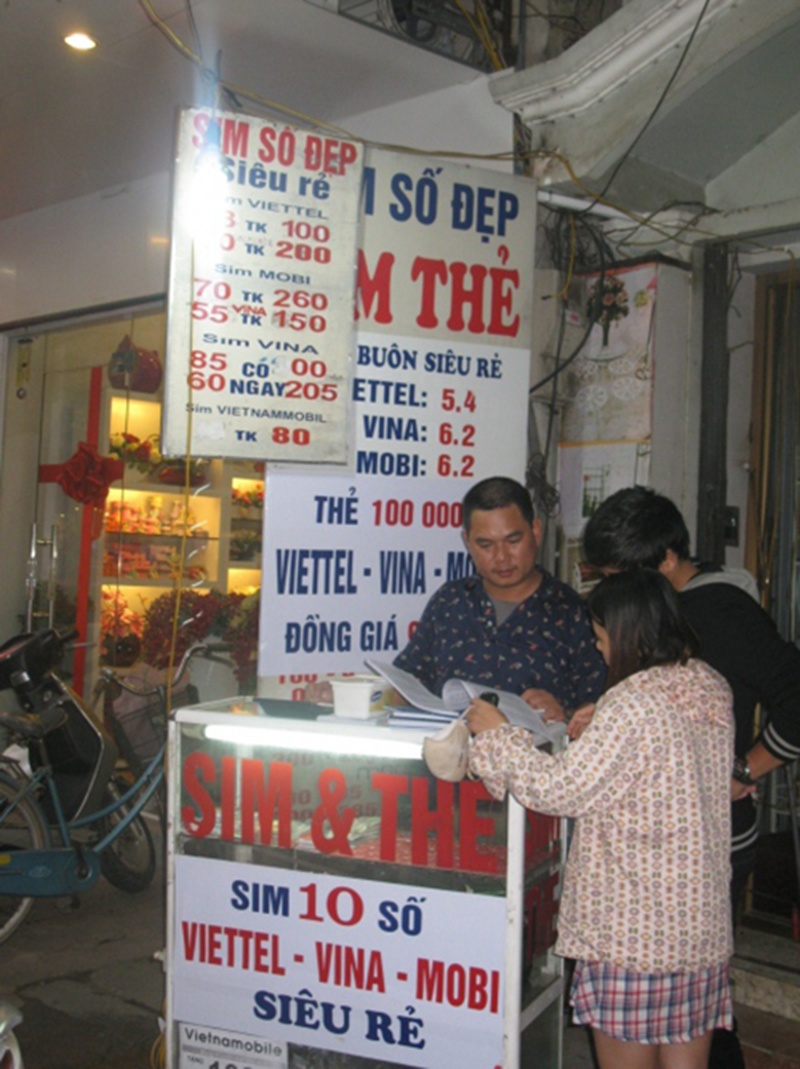 SIM SỐ ĐẸP
Siêu rẻ
Sim VIETTEL
TK 100
TK 200
Sim MOBI
70 TK 260
VINA
55 TK 150
Sim VINA
85 CÓ 00
60 NGAY 205
Sim VIETNAMMOBIL
TK 80
M SỐ ĐẸP
M THẺ
BUÔN SIÊU RẺ
ETTEL: 5.4
VINA: 6.2
MOBI: 6.2
THẺ 100 000
VIETTEL - VINA - MO
ĐỒNG GIÁ
SIM & THẺ
SIM 10 SỐ
VIETTEL - VINA - MOBI
SIÊU RẺ
Vietnamobile